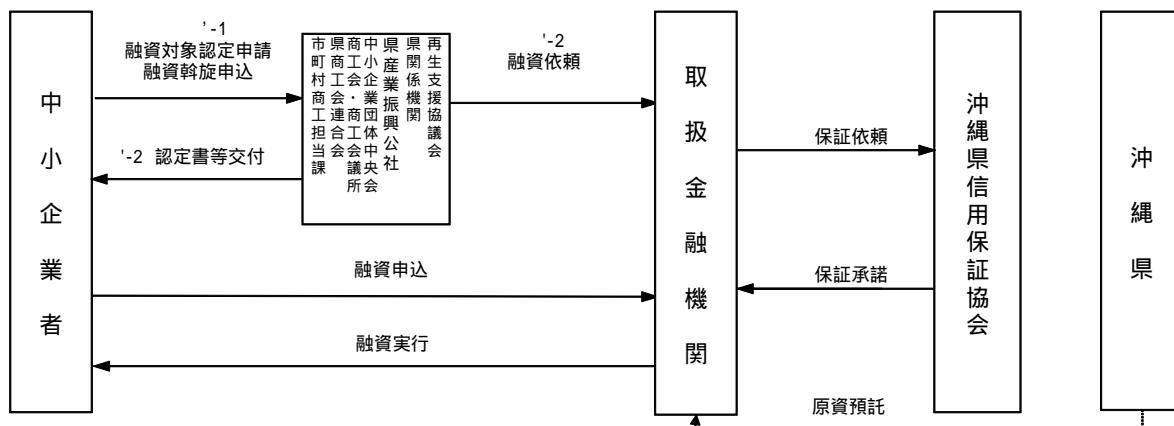 中小企業者
'-1
融資対象認定申請
融資斡旋申込
'-2 認定書等交付
再生支援協議会
県関係機関
県産業振興公社
中小企業団体中央会
商工会・商工会議所
県商工会連合会
市町村商工担当課
'-2
融資依頼
融資申込
融資実行
取扱金融機関
保証依頼
保証承諾
原資預託
沖縄県信用保証協会
沖縄県